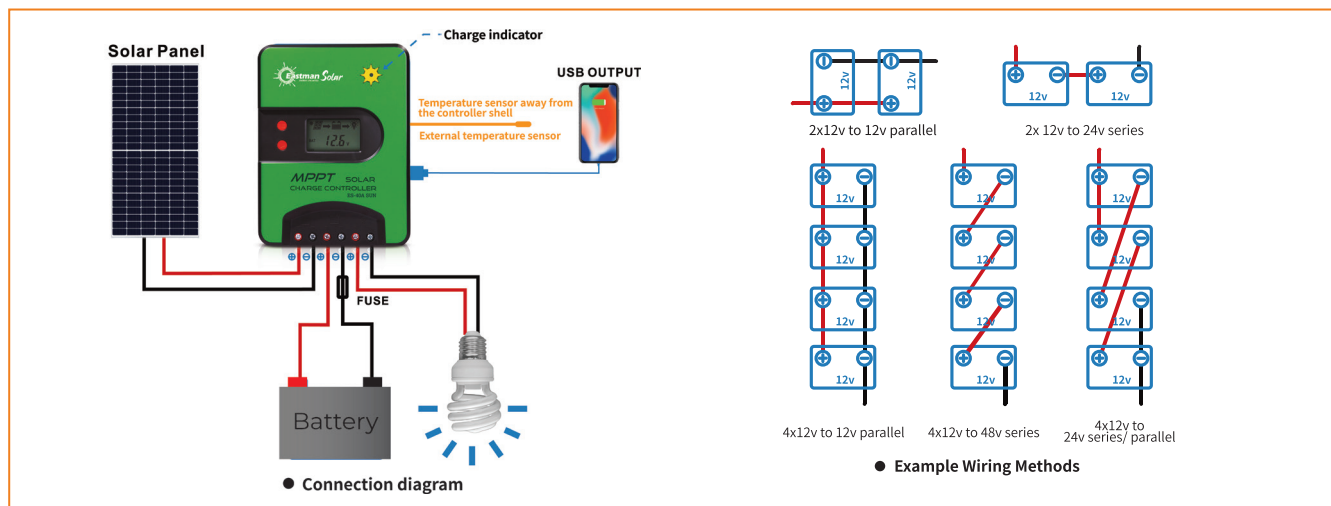 Solar Panel
Charge indicator
Eastman Solar
USB OUTPUT
Temperature sensor away from
the controller shell
External temperature sensor
12.6v
MPPT SOLAR
CHARGE CONTROLLER
FUSE
Battery
● Connection diagram
12v
12v
2x12v to 12v parallel
12v
12v
2x 12v to 24v series
12v
12v
12v
12v
4x12v to 12v parallel
12v
12v
12v
12v
4x12v to 48v series
12v
12v
12v
12v
4x12v to
24v series/ parallel
● Example Wiring Methods